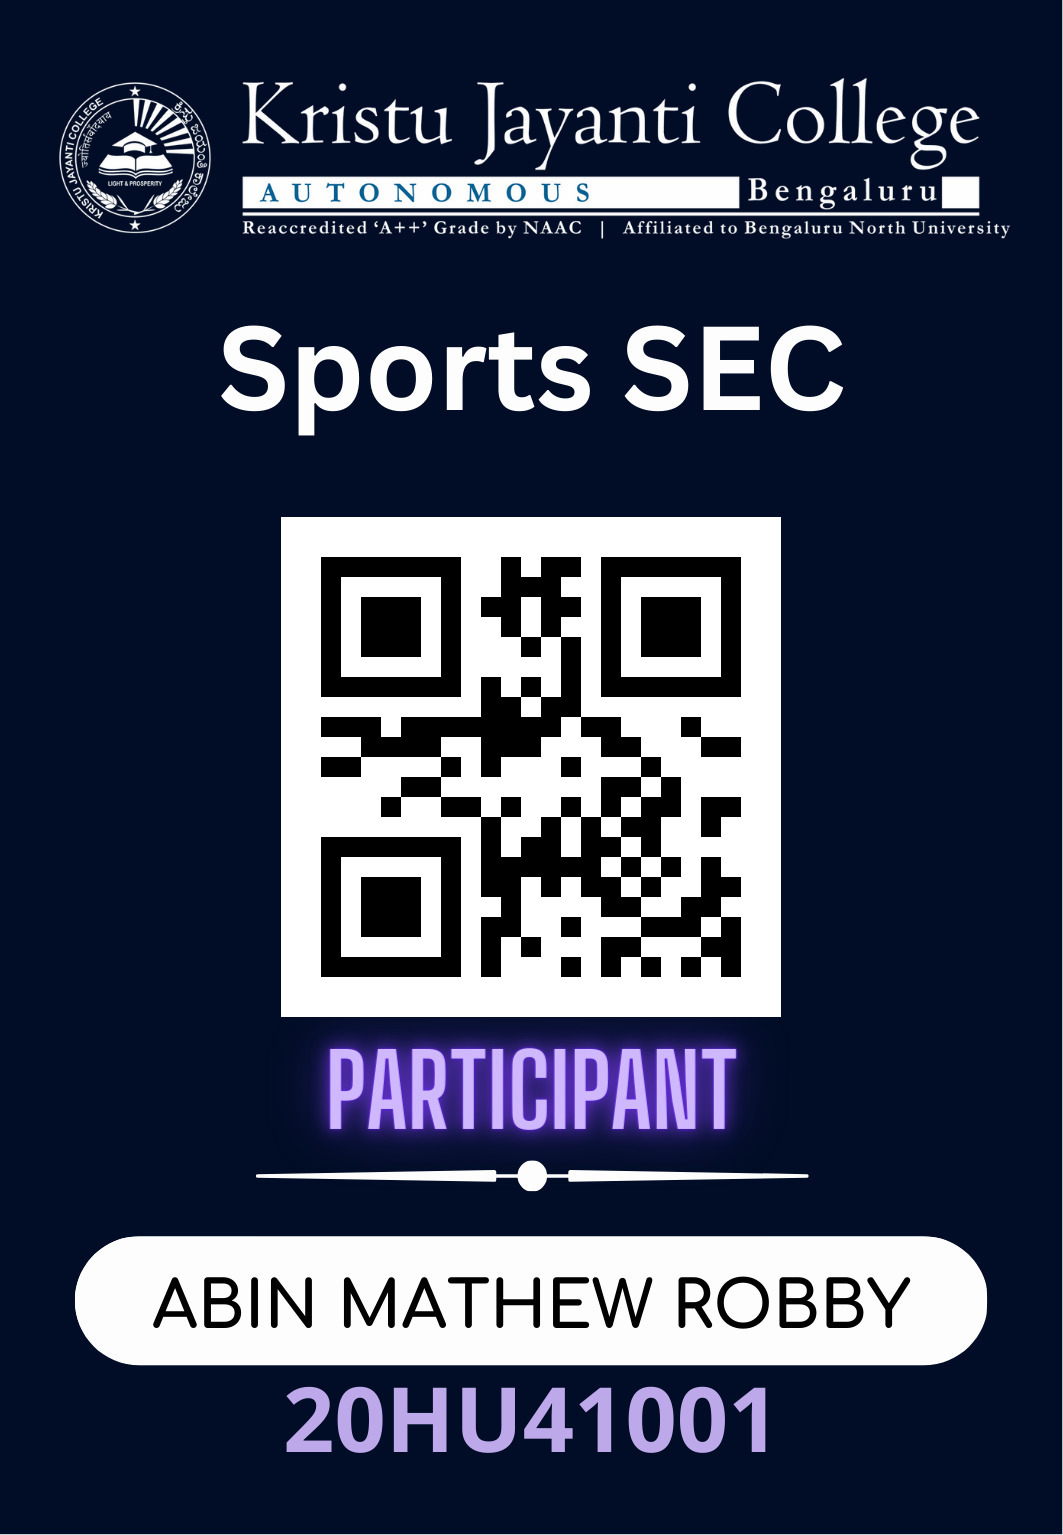 KRISTU JAYANTI COLLEGE
ಕ್ರಿಸ್ತು ಜಯಂತಿ ಕಾಲೇಜು
LIGHT & PROSPERITY
Kristu Jayanti College
AUTONOMOUS Bengaluru
Reaccredited ‘A++’ Grade by NAAC | Affiliated to Bengaluru North University
Sports SEC
PARTICIPANT
ABIN MATHEW ROBBY
20HU41001